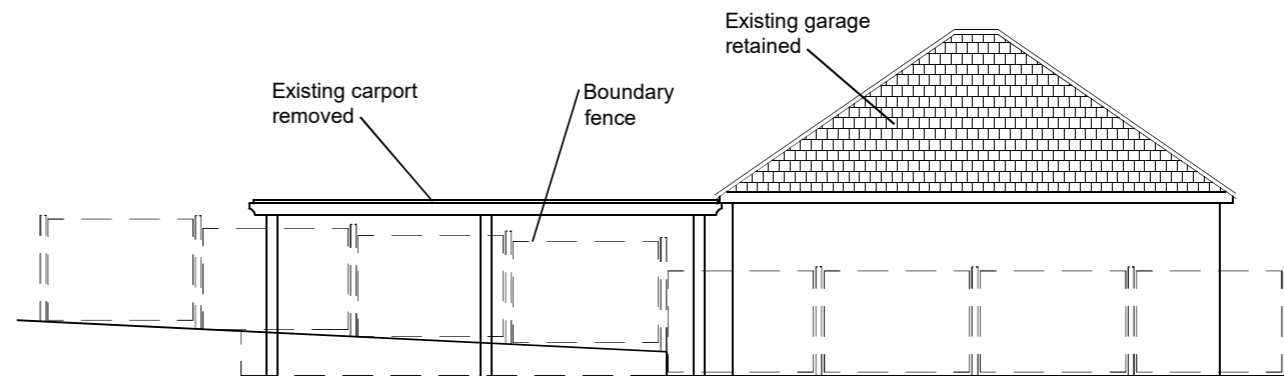 Existing garage
retained
Existing carport
removed
Boundary
fence